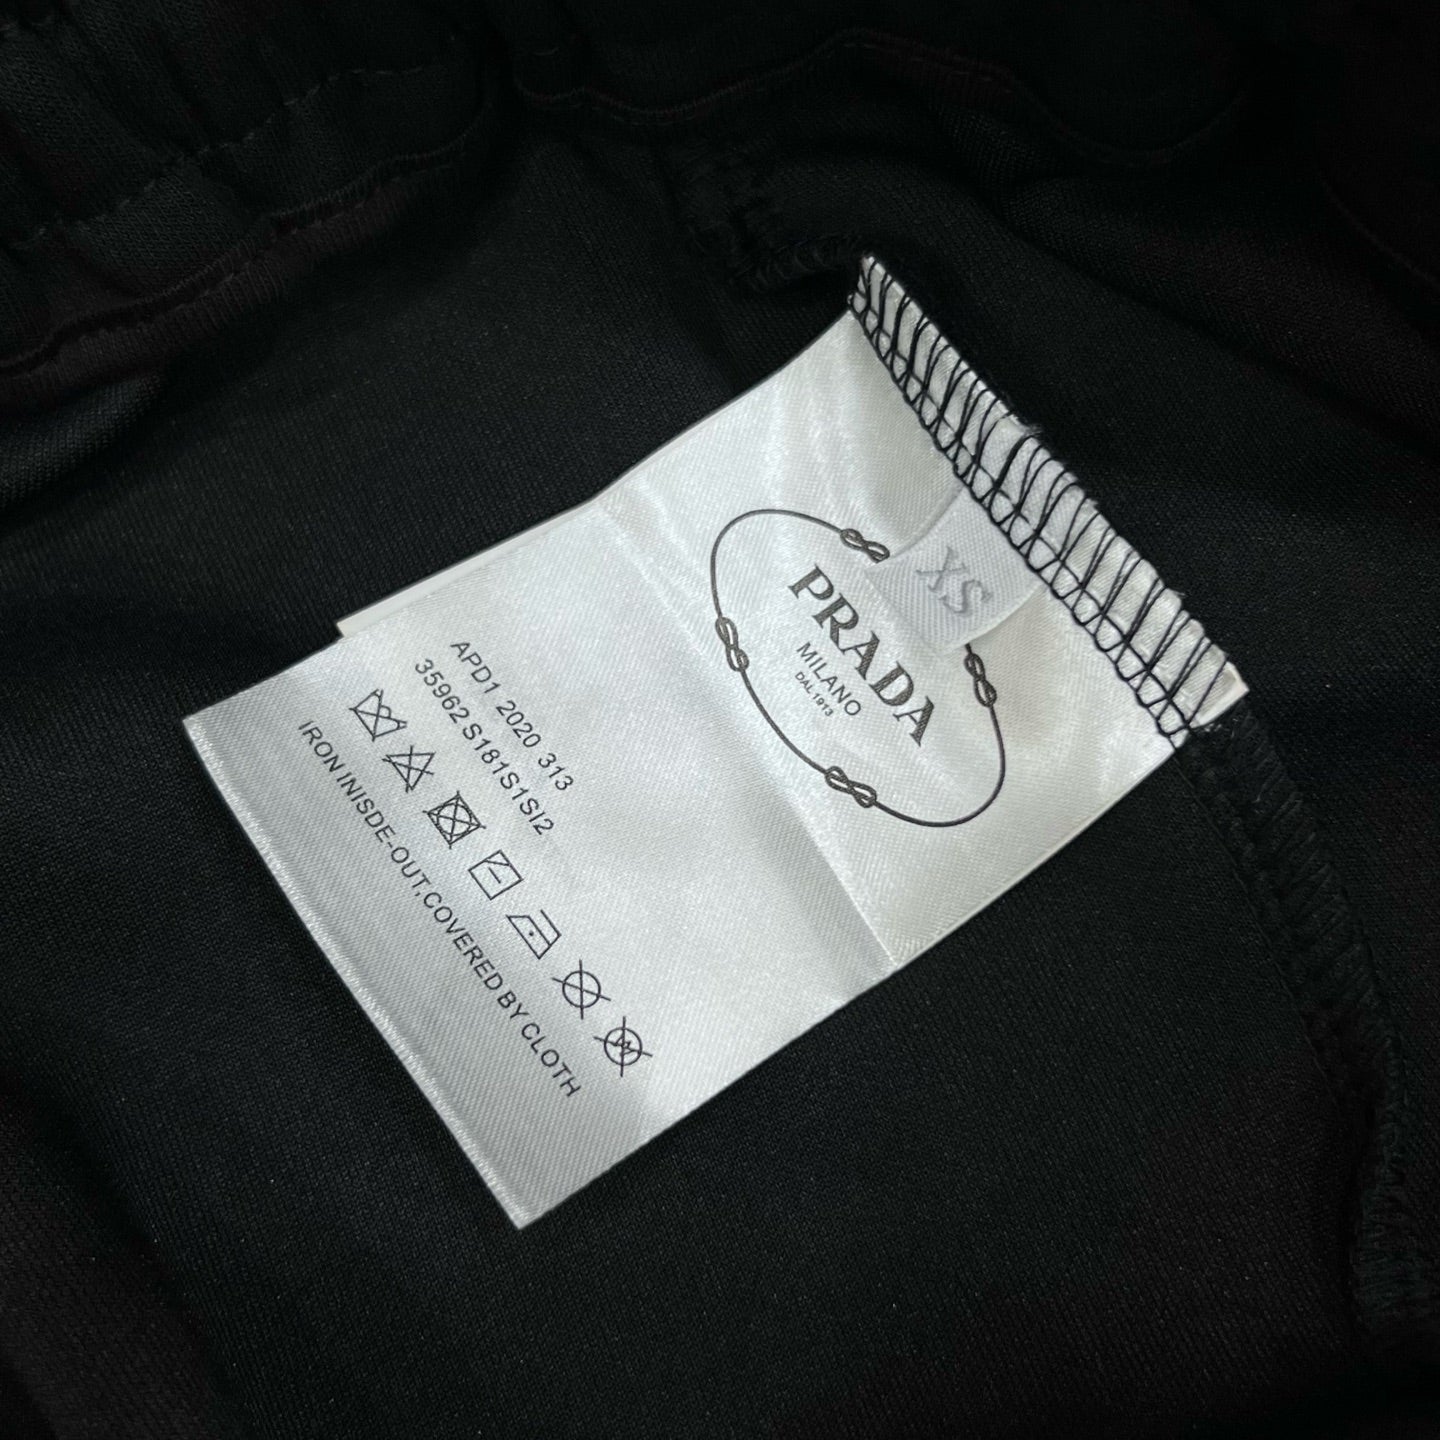 XS
PRADA
MILANO
DAL 1913
APD1 2020 313
35962 S181S1SI2
IRON INISDE-OUT,COVERED BY CLOTH